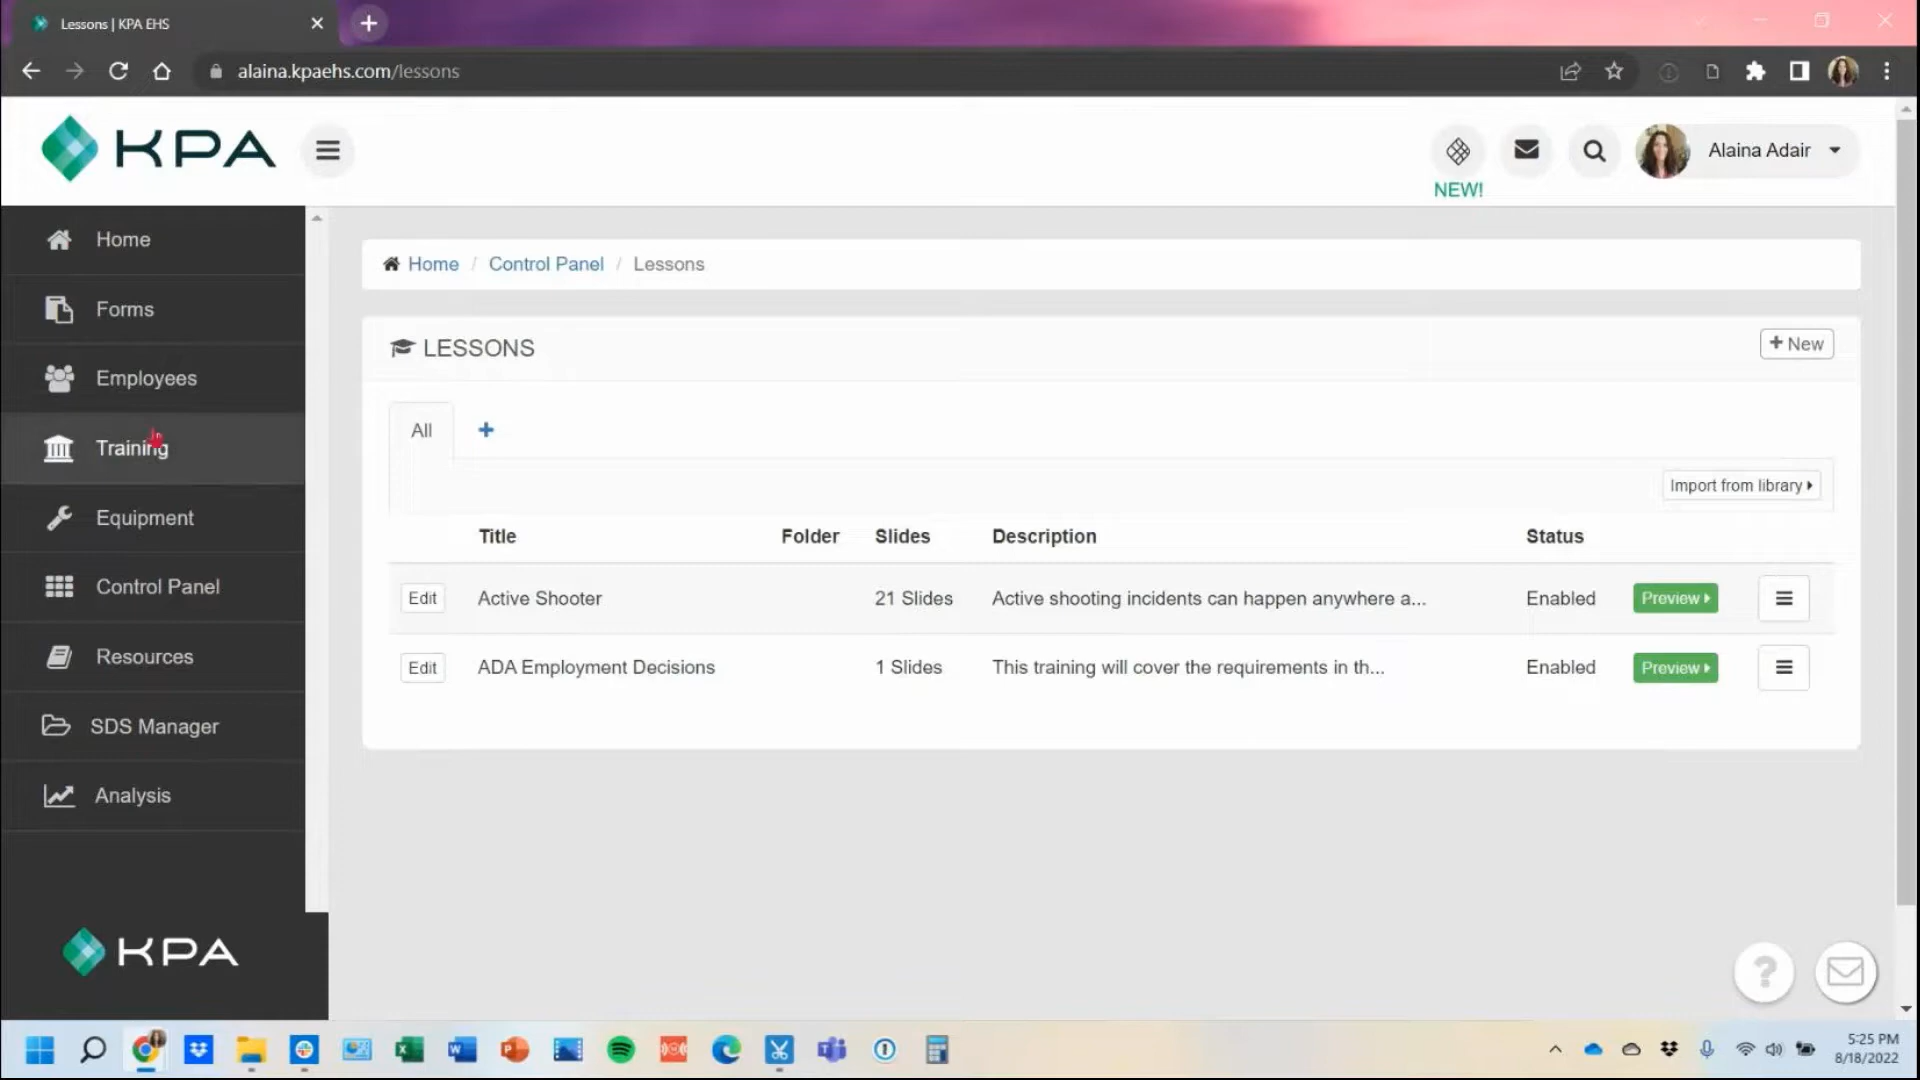 Lessons | KPA EHS
alaina.kpaehs.com/lessons
KPA
NEW!
Alaina Adair
Home
Forms
Employees
Training
Equipment
Control Panel
Resources
SDS Manager
Analysis
KPA
Home / Control Panel / Lessons
LESSONS
+ New
All +
Import from library
Title Folder Slides Description Status
Edit Active Shooter 21 Slides Active shooting incidents can happen anywhere a... Enabled Preview
Edit ADA Employment Decisions 1 Slides This training will cover the requirements in th... Enabled Preview
?
5:25 PM
8/18/2022